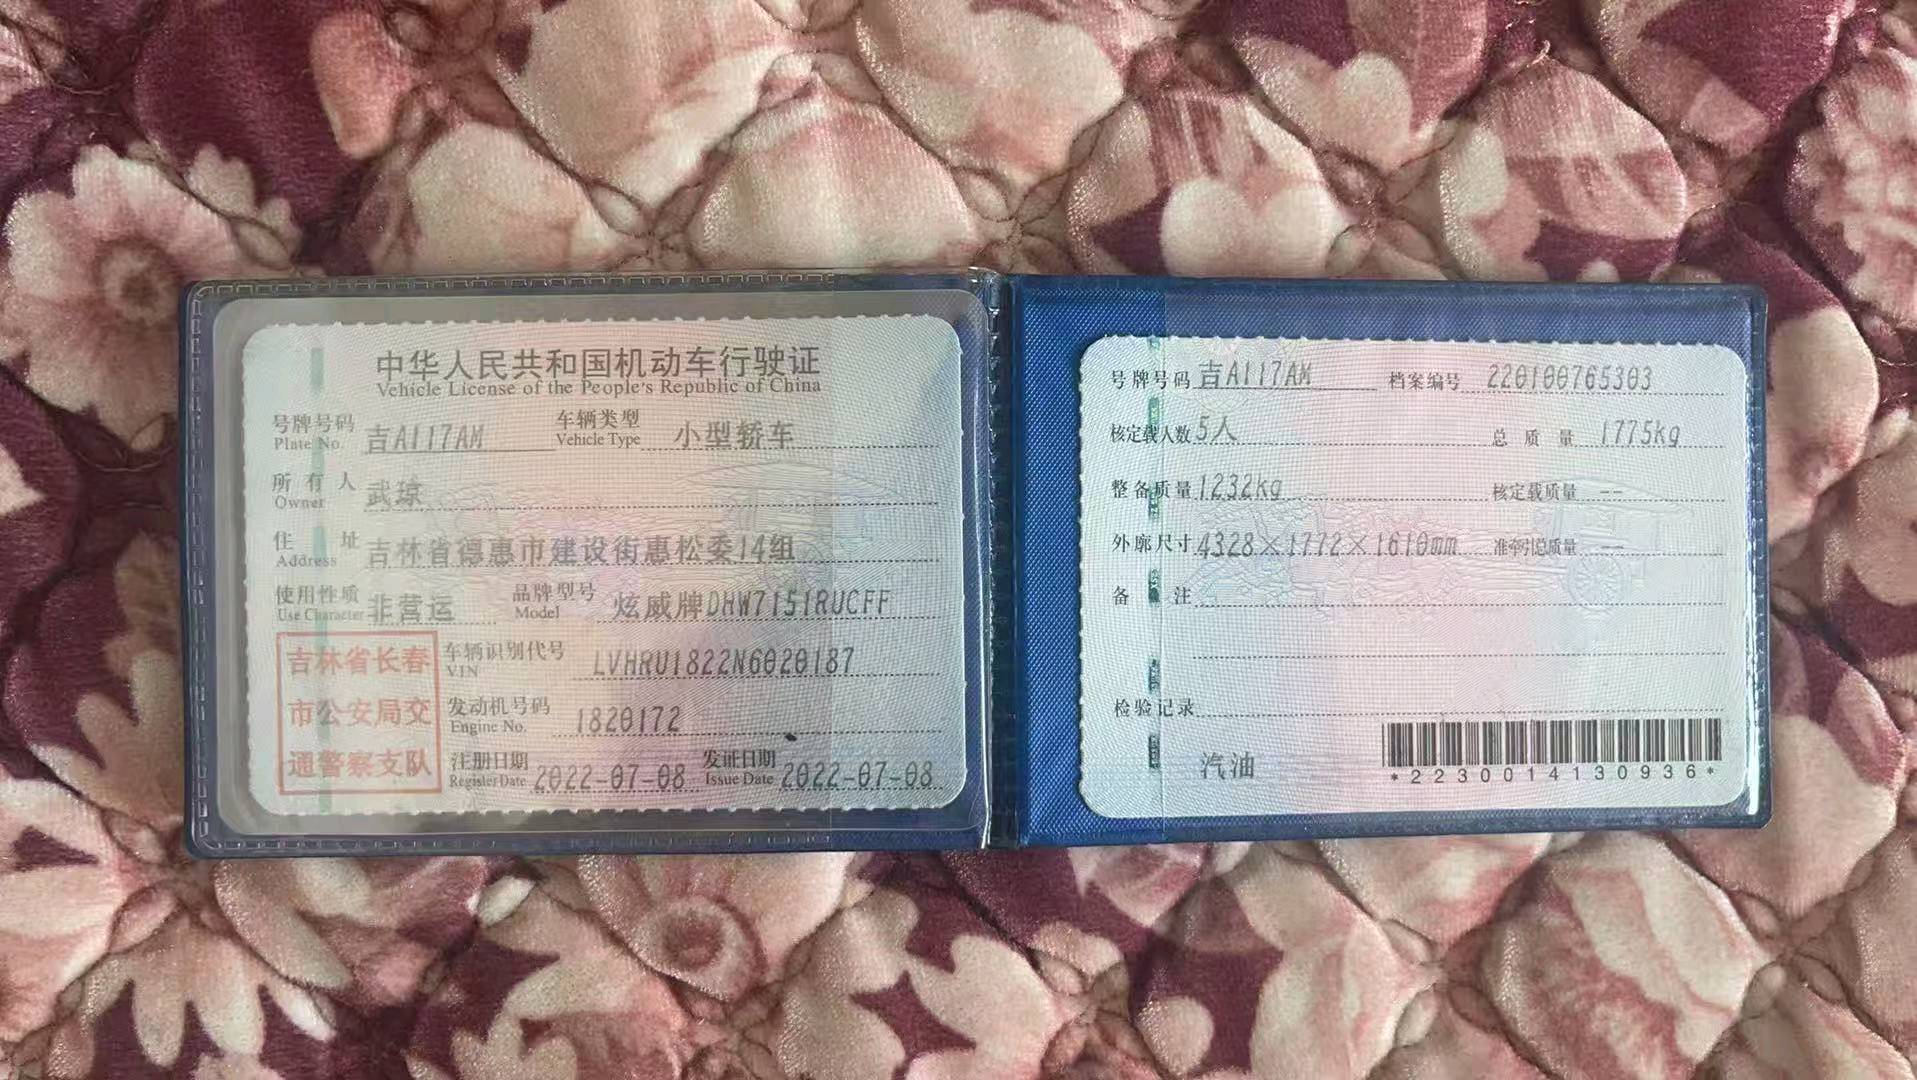 中华人民共和国机动车行驶证
Vehicle License of the People's Republic of China
号牌号码 吉A117AM 车辆类型 小型轿车
Plate No. Vehicle Type
所有人 武琼
Owner
住址 吉林省德惠市建设街惠松委14组
Address
使用性质 非营运 品牌型号 炫威牌DHW7151RUCFF
Use Character Model
吉林省长春
市公安局交
通警察支队
车辆识别代号 LVHRU1822N6020187
VIN
发动机号码 1820172
Engine No.
注册日期 2022-07-08 发证日期 2022-07-08
Register Date Issue Date
号牌号码 吉A117AM 档案编号 220100765303
核定载人数 5人 总质量 1775kg
整备质量 1232kg 核定载质量 --
外廓尺寸 4328×1772×1610mm 准牵引总质量 --
备注
检验记录
汽油
*2230014130936*